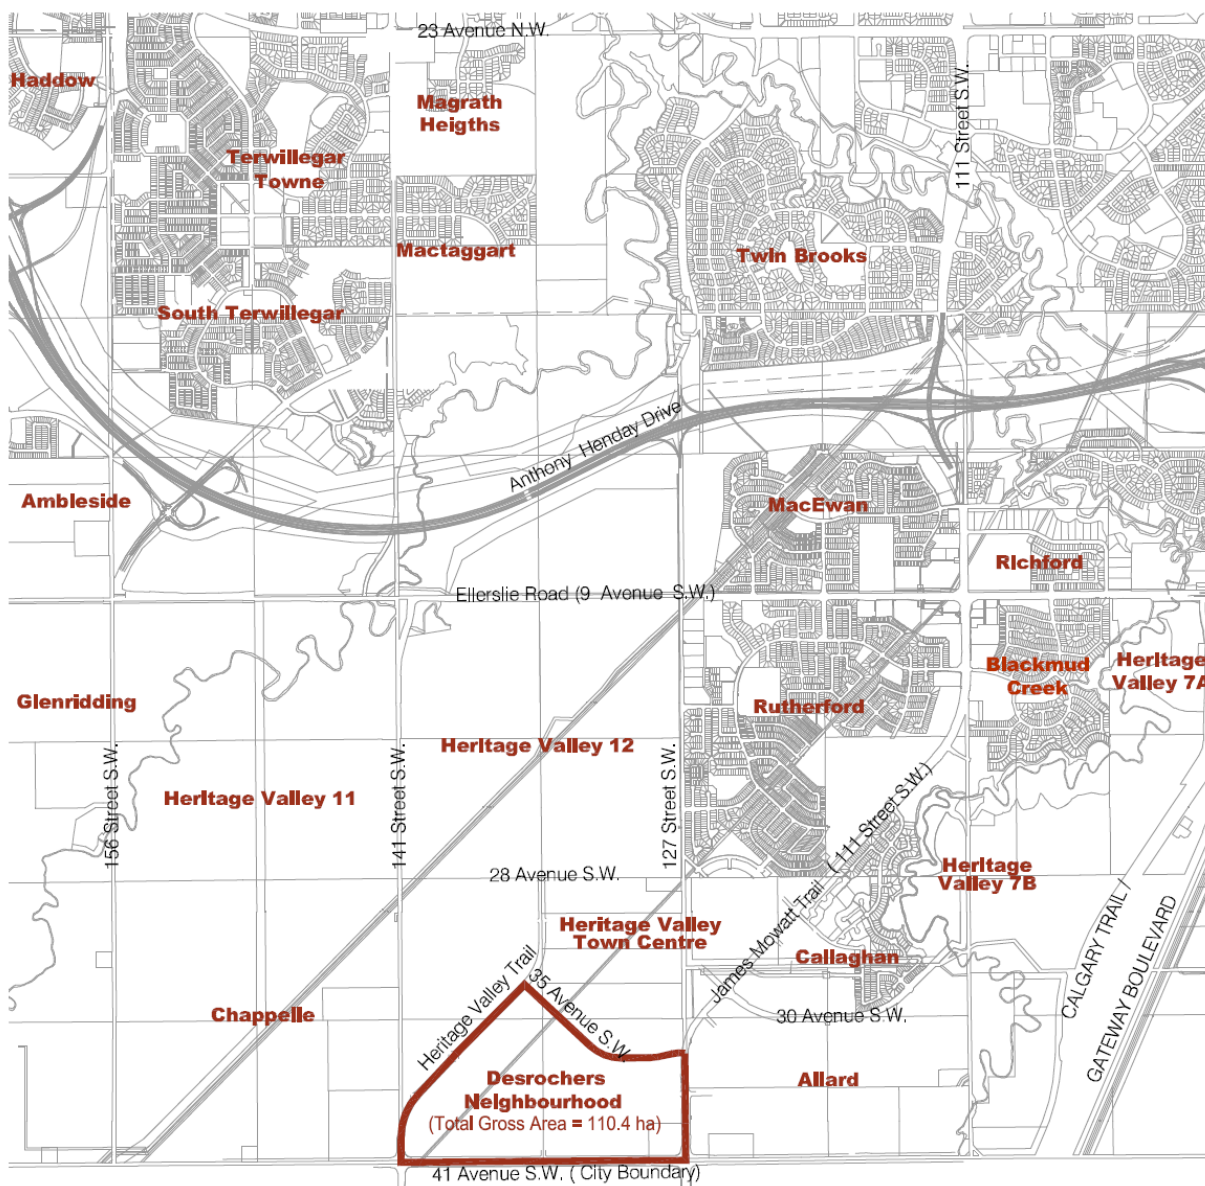 23 Avenue N.W.
Haddow
Magrath
Heigths
111 Street S.W.
Terwillegar
Towne
Mactaggart
Twin Brooks
South Terwillegar
Anthony Henday Drive
Ambleside
MacEwan
Richford
Ellerslie Road (9 Avenue S.W.)
Blackmud
Creek
Heritage
Valley 7A
Glenridding
Rutherford
Heritage Valley 12
156 Street S.W.
141 Street S.W.
127 Street S.W.
Heritage Valley 11
James Mowatt Trail ( 111 Street S.W.)
28 Avenue S.W.
Heritage
Valley 7B
Heritage Valley
Town Centre
CALGARY TRAIL /
GATEWAY BOULEVARD
Callaghan
Heritage Valley Trail
35 Avenue S.W.
Chappelle
30 Avenue S.W.
Desrochers
Neighbourhood
(Total Gross Area = 110.4 ha)
Allard
41 Avenue S.W. ( City Boundary)